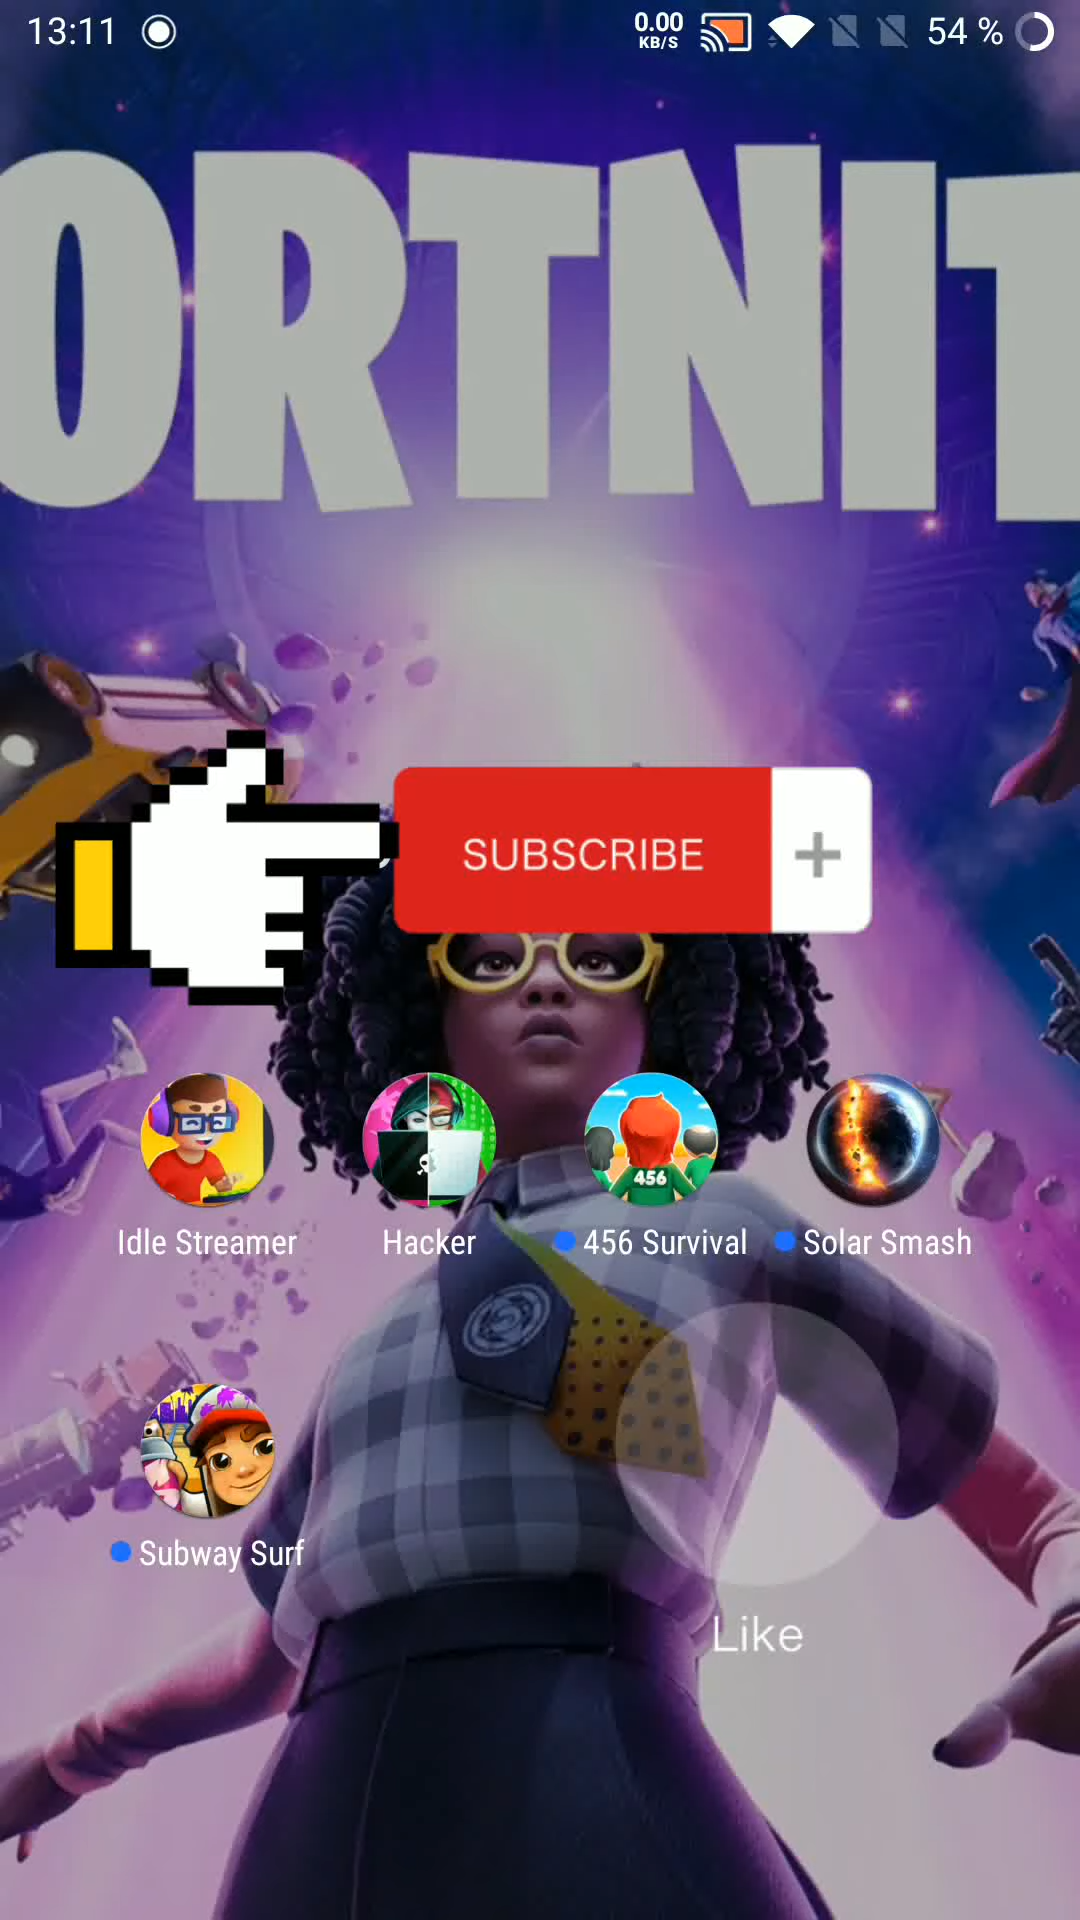 13:11
0.00
KB/S
54 %
ORTNIT
SUBSCRIBE
+
456
Idle Streamer
Hacker
456 Survival
Solar Smash
Subway Surf
Like